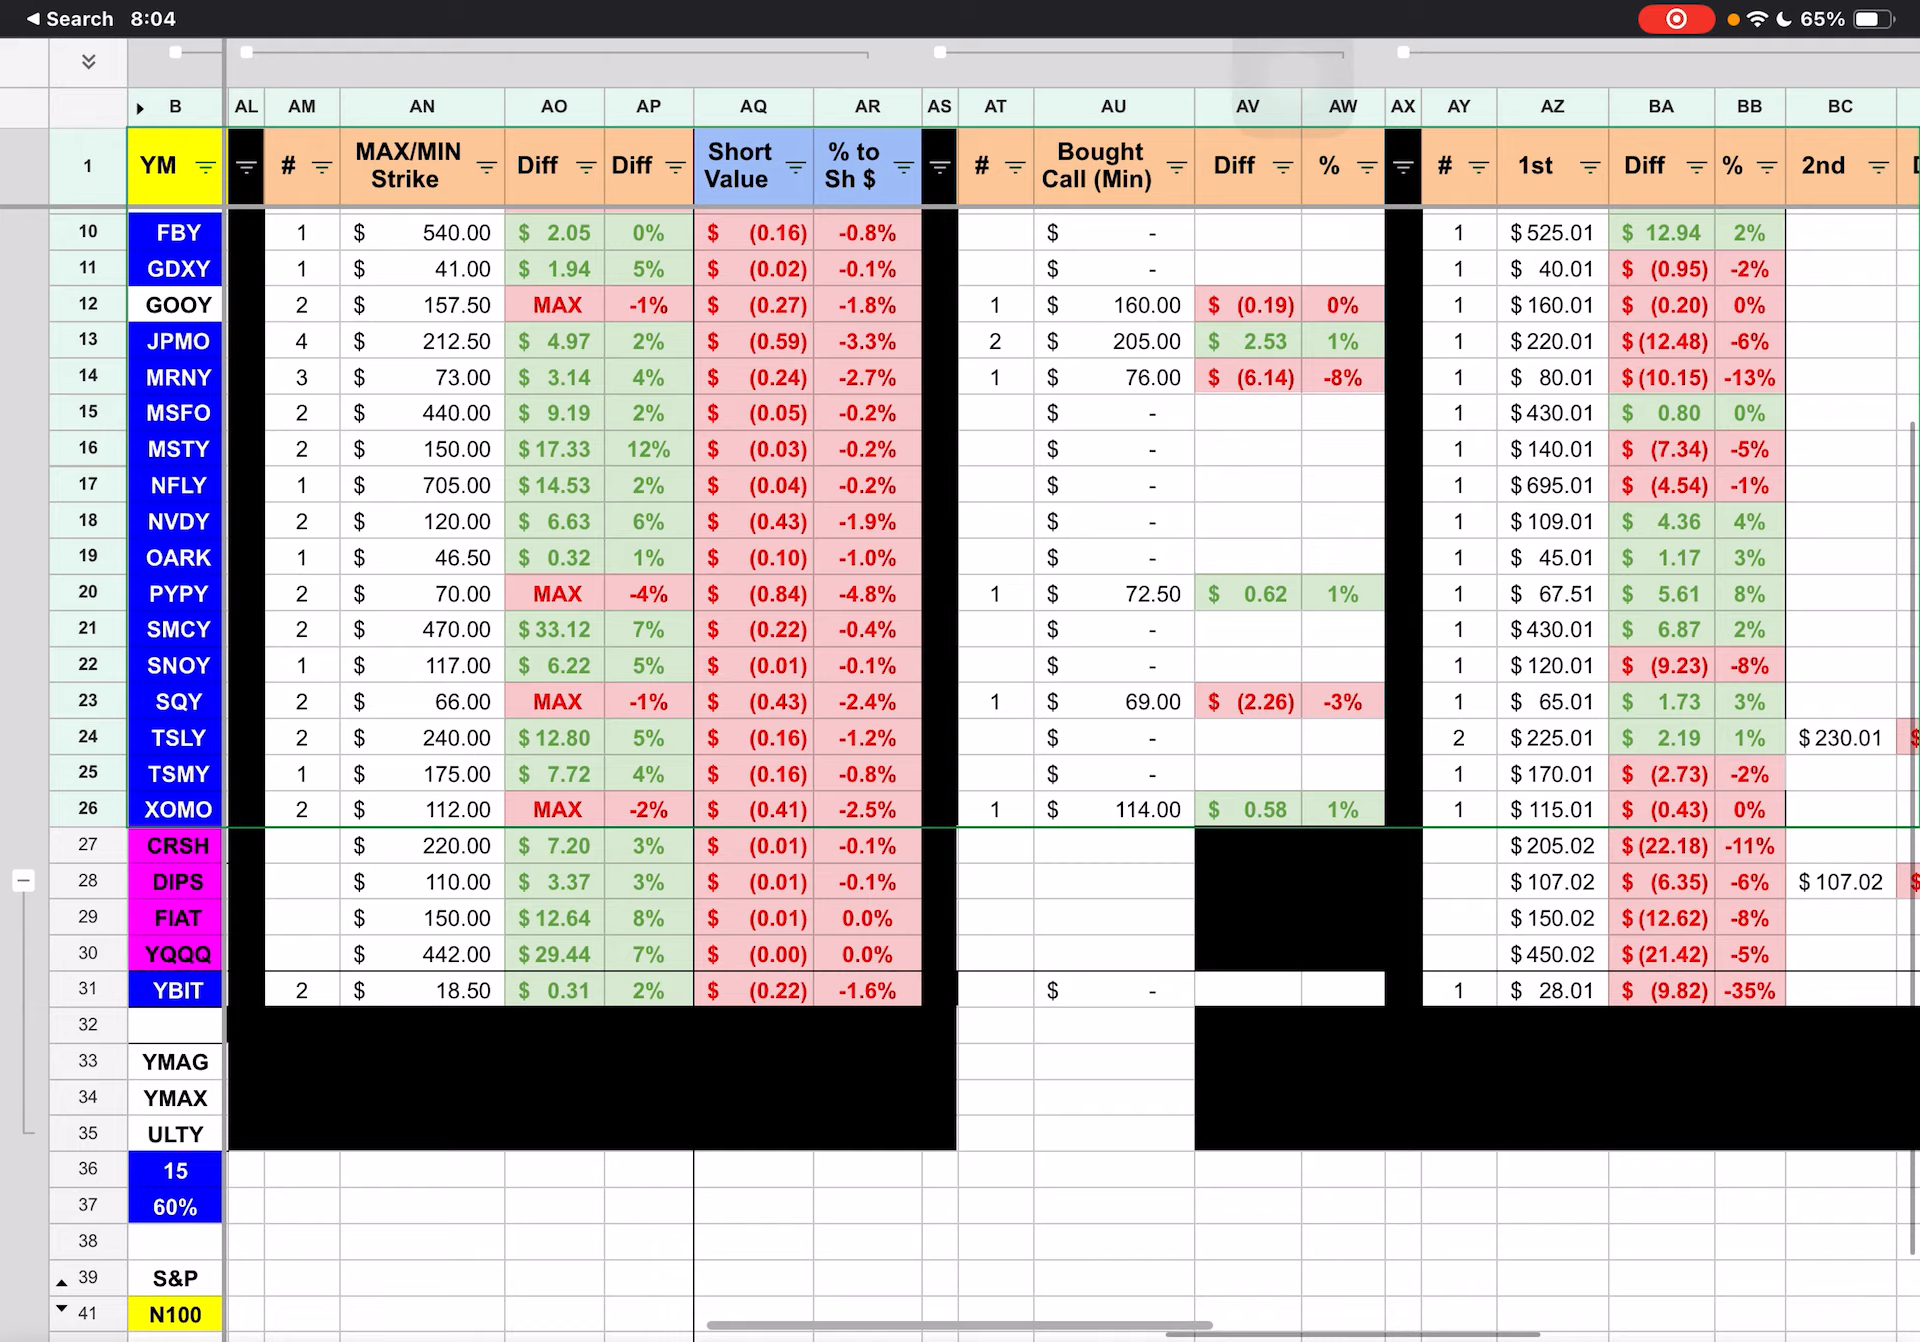 ◀ Search 8:04 65%
B AL AM AN AO AP AQ AR AS AT AU AV AW AX AY AZ BA BB BC
1 YM # MAX/MIN Strike Diff Diff Short Value % to Sh $ # Bought Call (Min) Diff % # 1st Diff % 2nd
10 FBY 1 $ 540.00 $ 2.05 0% $ (0.16) -0.8% $ - 1 $ 525.01 $ 12.94 2%
11 GDXY 1 $ 41.00 $ 1.94 5% $ (0.02) -0.1% $ - 1 $ 40.01 $ (0.95) -2%
12 GOOY 2 $ 157.50 MAX -1% $ (0.27) -1.8% 1 $ 160.00 $ (0.19) 0% 1 $ 160.01 $ (0.20) 0%
13 JPMO 4 $ 212.50 $ 4.97 2% $ (0.59) -3.3% 2 $ 205.00 $ 2.53 1% 1 $ 220.01 $ (12.48) -6%
14 MRNY 3 $ 73.00 $ 3.14 4% $ (0.24) -2.7% 1 $ 76.00 $ (6.14) -8% 1 $ 80.01 $ (10.15) -13%
15 MSFO 2 $ 440.00 $ 9.19 2% $ (0.05) -0.2% $ - 1 $ 430.01 $ 0.80 0%
16 MSTY 2 $ 150.00 $ 17.33 12% $ (0.03) -0.2% $ - 1 $ 140.01 $ (7.34) -5%
17 NFLY 1 $ 705.00 $ 14.53 2% $ (0.04) -0.2% $ - 1 $ 695.01 $ (4.54) -1%
18 NVDY 2 $ 120.00 $ 6.63 6% $ (0.43) -1.9% $ - 1 $ 109.01 $ 4.36 4%
19 OARK 1 $ 46.50 $ 0.32 1% $ (0.10) -1.0% $ - 1 $ 45.01 $ 1.17 3%
20 PYPY 2 $ 70.00 MAX -4% $ (0.84) -4.8% 1 $ 72.50 $ 0.62 1% 1 $ 67.51 $ 5.61 8%
21 SMCY 2 $ 470.00 $ 33.12 7% $ (0.22) -0.4% $ - 1 $ 430.01 $ 6.87 2%
22 SNOY 1 $ 117.00 $ 6.22 5% $ (0.01) -0.1% $ - 1 $ 120.01 $ (9.23) -8%
23 SQY 2 $ 66.00 MAX -1% $ (0.43) -2.4% 1 $ 69.00 $ (2.26) -3% 1 $ 65.01 $ 1.73 3%
24 TSLY 2 $ 240.00 $ 12.80 5% $ (0.16) -1.2% $ - 2 $ 225.01 $ 2.19 1% $ 230.01 $
25 TSMY 1 $ 175.00 $ 7.72 4% $ (0.16) -0.8% $ - 1 $ 170.01 $ (2.73) -2%
26 XOMO 2 $ 112.00 MAX -2% $ (0.41) -2.5% 1 $ 114.00 $ 0.58 1% 1 $ 115.01 $ (0.43) 0%
27 CRSH $ 220.00 $ 7.20 3% $ (0.01) -0.1% $ 205.02 $ (22.18) -11%
28 DIPS $ 110.00 $ 3.37 3% $ (0.01) -0.1% $ 107.02 $ (6.35) -6% $ 107.02 $
29 FIAT $ 150.00 $ 12.64 8% $ (0.01) 0.0% $ 150.02 $ (12.62) -8%
30 YQQQ $ 442.00 $ 29.44 7% $ (0.00) 0.0% $ 450.02 $ (21.42) -5%
31 YBIT 2 $ 18.50 $ 0.31 2% $ (0.22) -1.6% $ - 1 $ 28.01 $ (9.82) -35%
32
33 YMAG
34 YMAX
35 ULTY
36 15
37 60%
38
39 S&P
41 N100